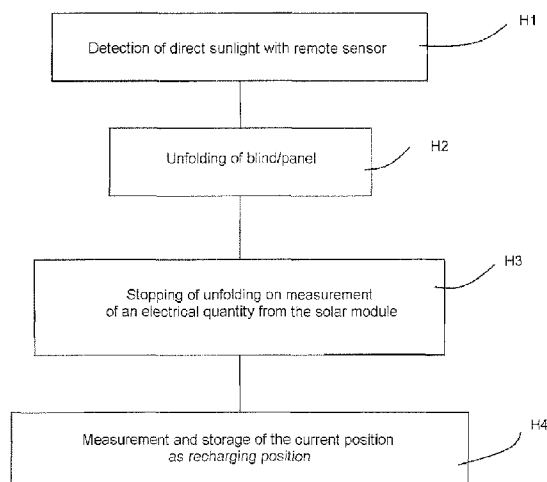 H1
Detection of direct sunlight with remote sensor
H2
Unfolding of blind/panel
H3
Stopping of unfolding on measurement
of an electrical quantity from the solar module
H4
Measurement and storage of the current position
as recharging position